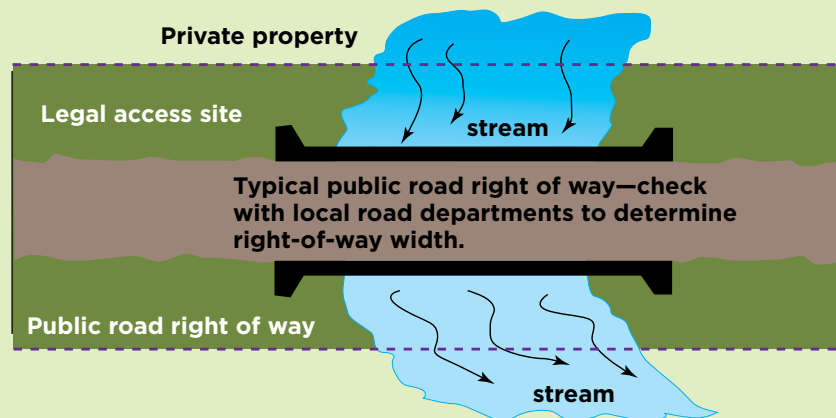 Private property
Legal access site
stream
Typical public road right of way—check
with local road departments to determine
right-of-way width.
Public road right of way
stream